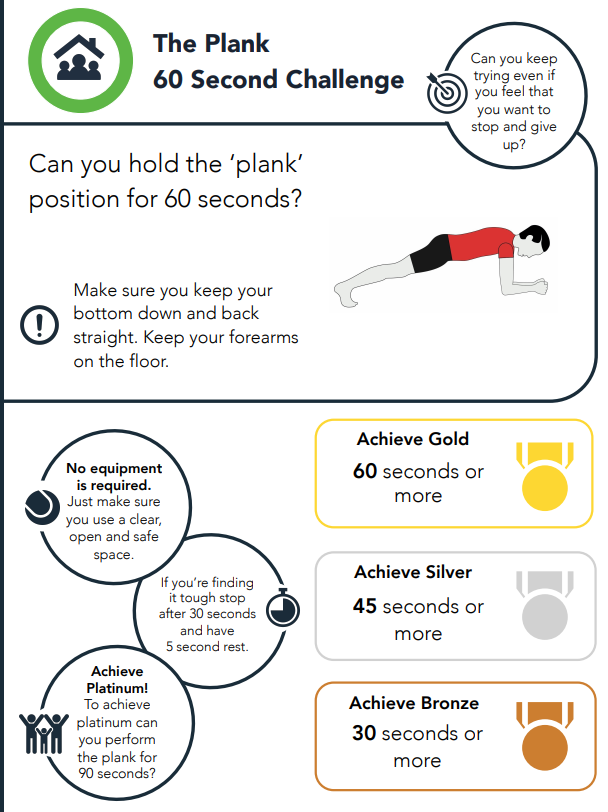 The Plank
60 Second Challenge
Can you keep
trying even if
you feel that
you want to
stop and give
up?
Can you hold the ‘plank’
position for 60 seconds?
Make sure you keep your
bottom down and back
straight. Keep your forearms
on the floor.
No equipment
is required.
Just make sure
you use a clear,
open and safe
space.
If you’re finding
it tough stop
after 30 seconds
and have
5 second rest.
Achieve
Platinum!
To achieve
platinum can
you perform
the plank for
90 seconds?
Achieve Gold
60 seconds or
more
Achieve Silver
45 seconds or
more
Achieve Bronze
30 seconds or
more